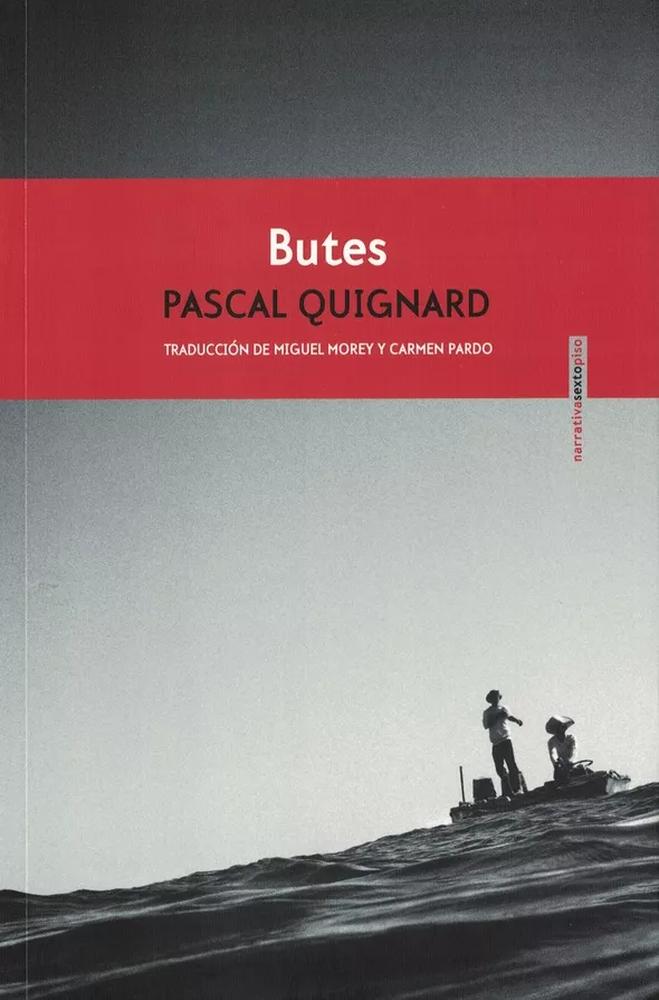 Butes
PASCAL QUIGNARD
TRADUCCIÓN DE MIGUEL MOREY Y CARMEN PARDO
narrativasextopiso